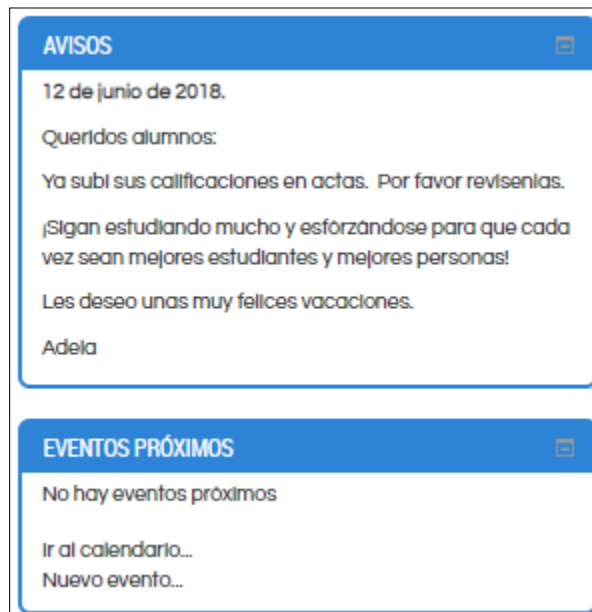 AVISOS
12 de junio de 2018.
Queridos alumnos:
Ya subi sus calificaciones en actas.  Por favor revisenlas.
¡Sigan estudiando mucho y esforzándose para que cada
vez sean mejores estudiantes y mejores personas!
Les deseo unas muy felices vacaciones.
Adela
EVENTOS PRÓXIMOS
No hay eventos próximos
Ir al calendario...
Nuevo evento...